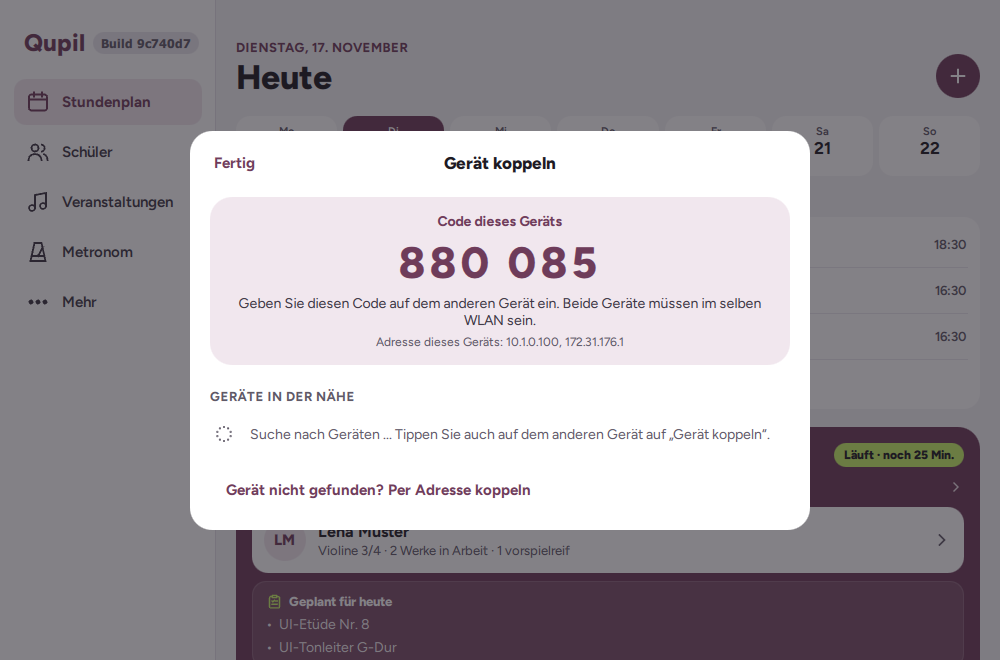 Qupil
Build 9c740d7
Stundenplan
Schüler
Veranstaltungen
Metronom
Mehr
DIENSTAG, 17. NOVEMBER
Heute
Sa
21
So
22
18:30
16:30
16:30
Fertig
Gerät koppeln
Code dieses Geräts
880 085
Geben Sie diesen Code auf dem anderen Gerät ein. Beide Geräte müssen im selben
WLAN sein.
Adresse dieses Geräts: 10.1.0.100, 172.31.176.1
GERÄTE IN DER NÄHE
Suche nach Geräten … Tippen Sie auch auf dem anderen Gerät auf „Gerät koppeln“.
Gerät nicht gefunden? Per Adresse koppeln
Läuft · noch 25 Min.
LM
Lena Muster
Violine 3/4 · 2 Werke in Arbeit · 1 vorspielreif
Geplant für heute
• UI-Etüde Nr. 8
• UI-Tonleiter G-Dur